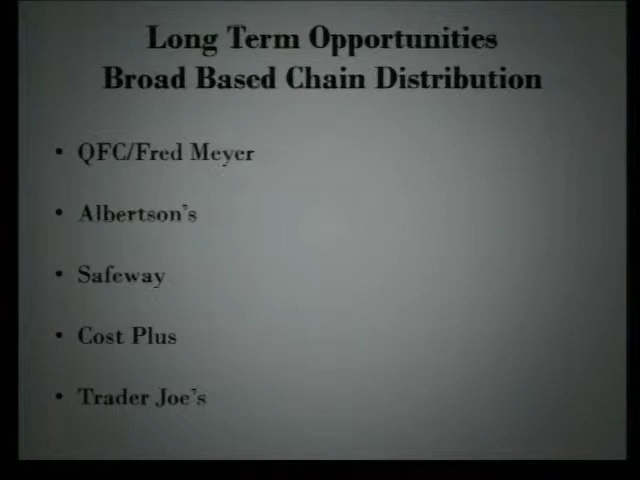 Long Term Opportunities
Broad Based Chain Distribution
• QFC/Fred Meyer
• Albertson's
• Safeway
• Cost Plus
• Trader Joe's